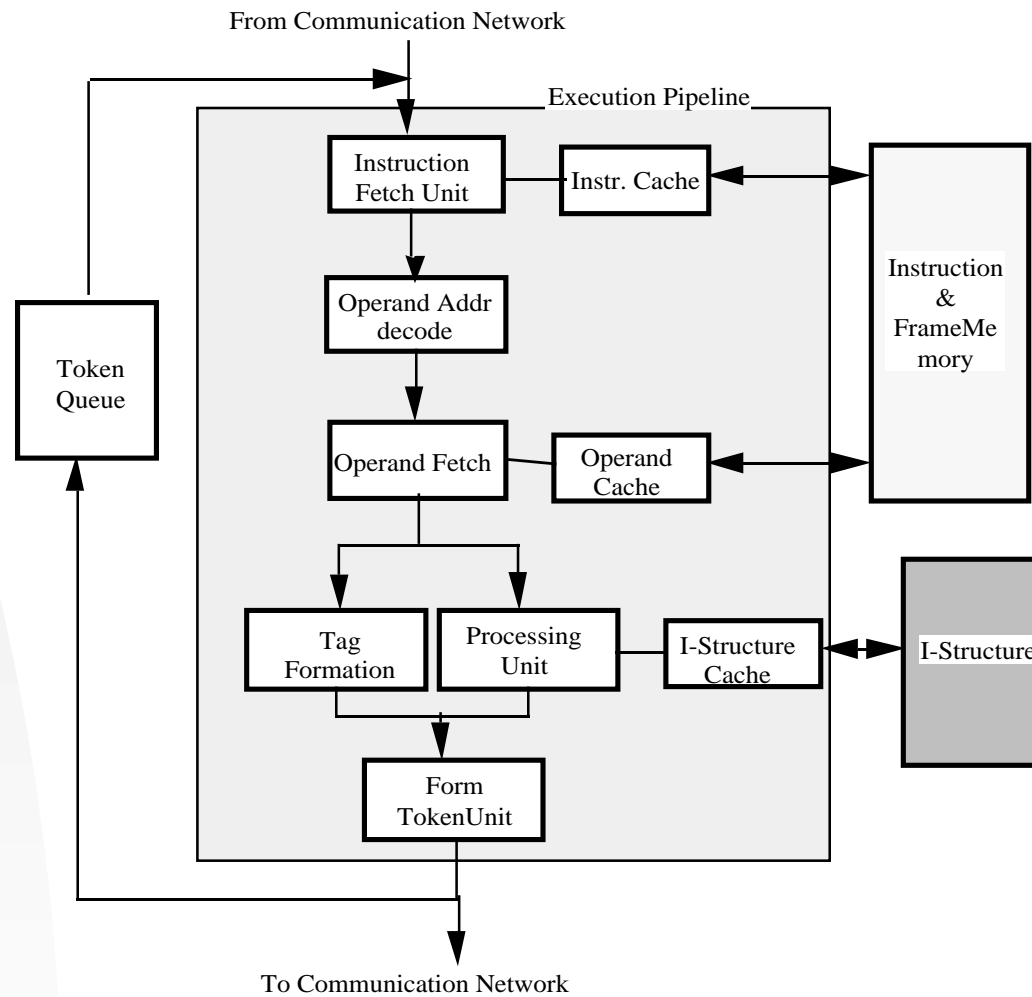 From Communication Network
Execution Pipeline
Instruction
Fetch Unit
Instr. Cache
Instruction
&
FrameMe
mory
Operand Addr
decode
Token
Queue
Operand Fetch
Operand
Cache
Tag
Formation
Processing
Unit
I-Structure
Cache
I-Structure
Form
TokenUnit
To Communication Network